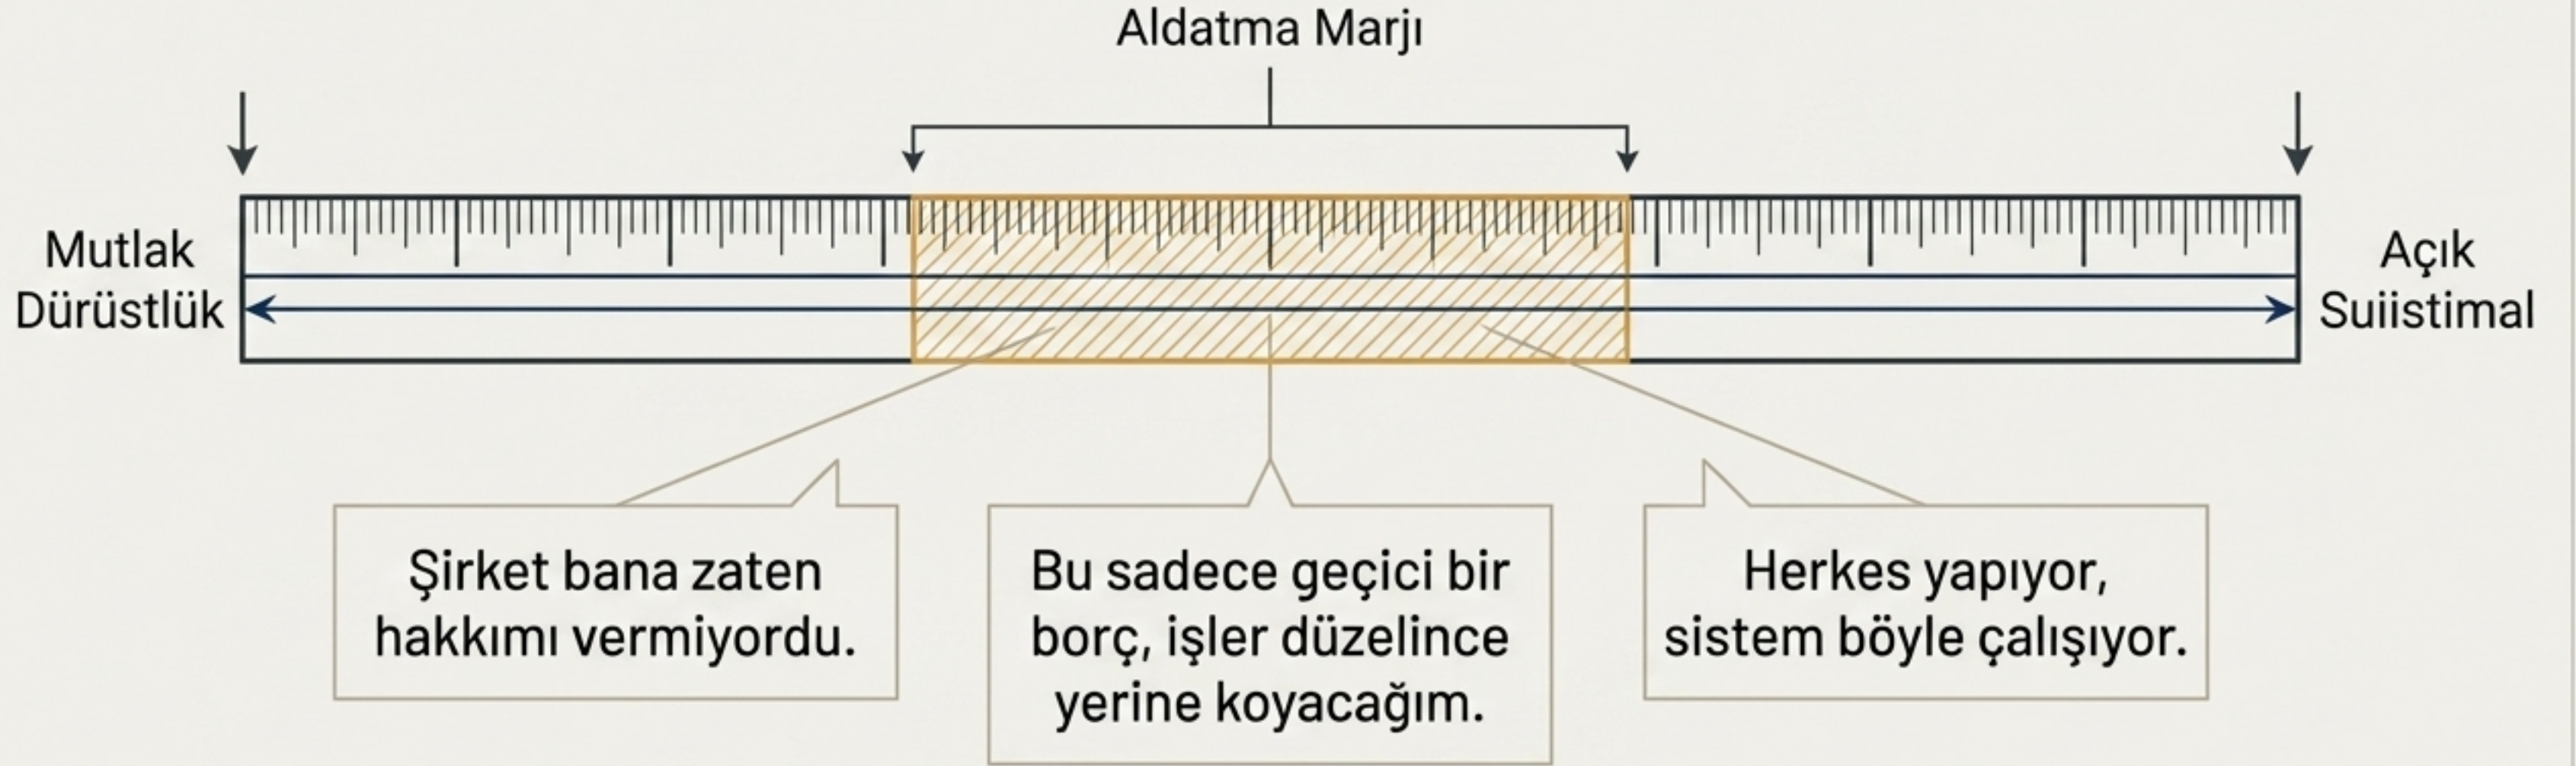 Aldatma Marjı
Mutlak
Dürüstlük
Açık
Suiistimal
Şirket bana zaten
hakkımı vermiyordu.
Bu sadece geçici bir
borç, işler düzelince
yerine koyacağım.
Herkes yapıyor,
sistem böyle çalışıyor.